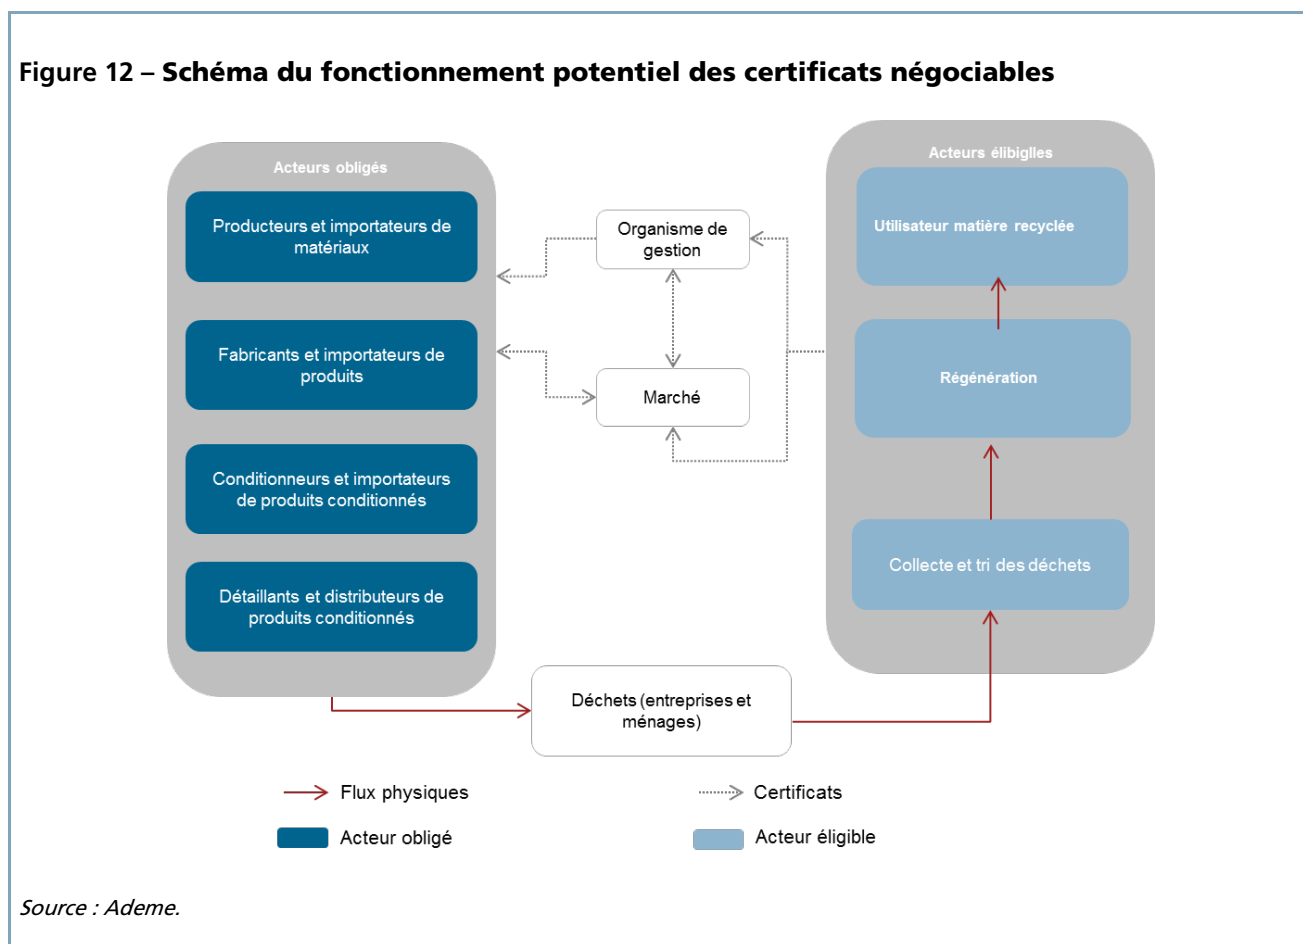 Figure 12 – Schéma du fonctionnement potentiel des certificats négociables
Acteurs obligés
Producteurs et importateurs de
matériaux
Fabricants et importateurs de
produits
Conditionneurs et importateurs
de produits conditionnés
Détaillants et distributeurs de
produits conditionnés
Organisme de
gestion
Marché
Acteurs élibiglles
Utilisateur matière recyclée
Régénération
Collecte et tri des déchets
Déchets (entreprises et
ménages)
Flux physiques
Certificats
Acteur obligé
Acteur éligible
Source : Ademe.